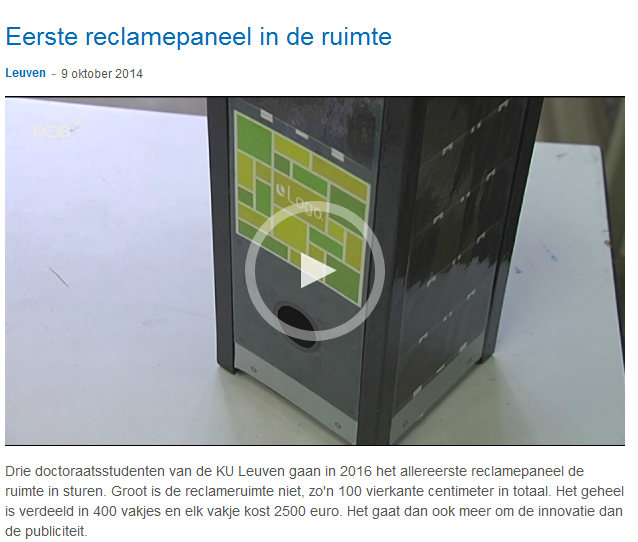 Eerste reclamepaneel in de ruimte
Leuven - 9 oktober 2014
ROB
Logo.
Drie doctoraatsstudenten van de KU Leuven gaan in 2016 het allereerste reclamepaneel de
ruimte in sturen. Groot is de reclameruimte niet, zo'n 100 vierkante centimeter in totaal. Het geheel
is verdeeld in 400 vakjes en elk vakje kost 2500 euro. Het gaat dan ook meer om de innovatie dan
de publiciteit.